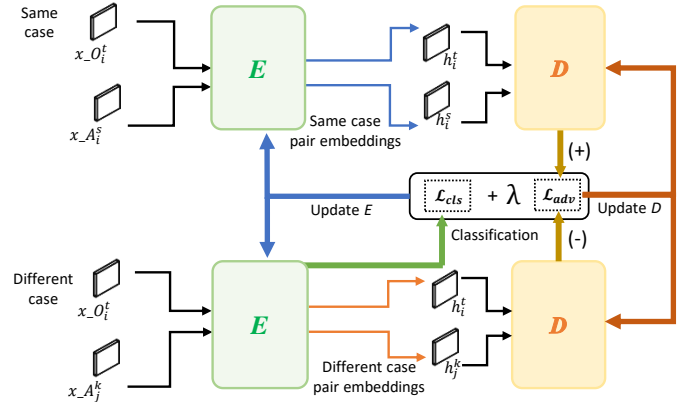 Same
case
x_O_i^t
E
h_i^t
D
x_A_i^s
h_i^s
Same case
pair embeddings
(+)
ℒ_cls + λ ℒ_adv
Update E
Update D
Classification
(-)
Different
case
x_O_i^t
E
h_i^t
D
x_A_j^k
h_j^k
Different case
pair embeddings